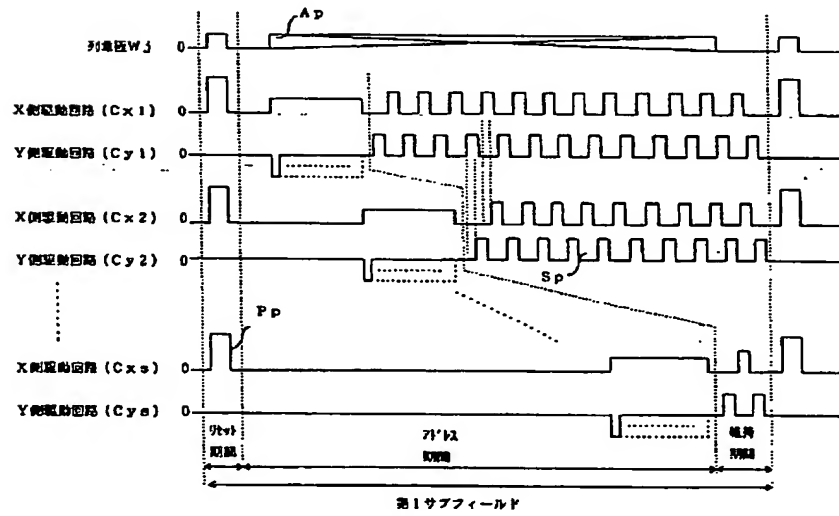 Ap
列電極Wj 0
X側駆動回路(Cx1) 0
Y側駆動回路(Cy1) 0
X側駆動回路(Cx2) 0
Y側駆動回路(Cy2) 0
Sp
Pp
X側駆動回路(Cxs) 0
Y側駆動回路(Cys) 0
リセット
期間
アドレス
期間
維持
期間
第1サブフィールド